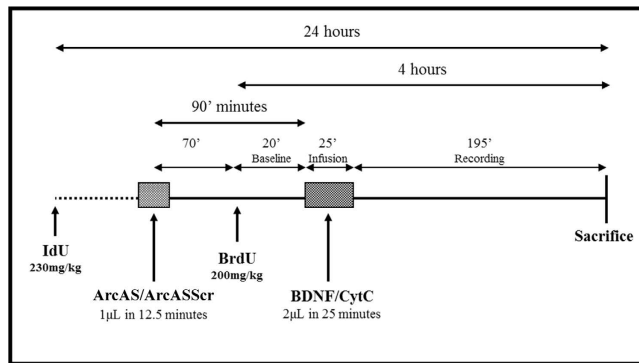 24 hours
4 hours
90’ minutes
70’
20’
25’
195’
Baseline
Infusion
Recording
IdU
230mg/kg
BrdU
200mg/kg
Sacrifice
ArcAS/ArcASScr
1μL in 12.5 minutes
BDNF/CytC
2μL in 25 minutes